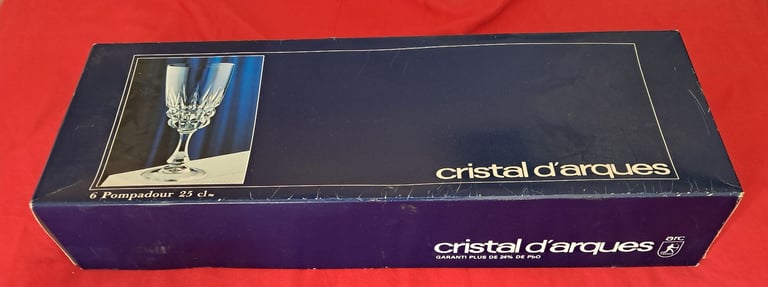 cristal d'arques
6 Pompadour 25 cl~
cristal d'arques
arc
GARANTI PLUS DE 24% DE PbO